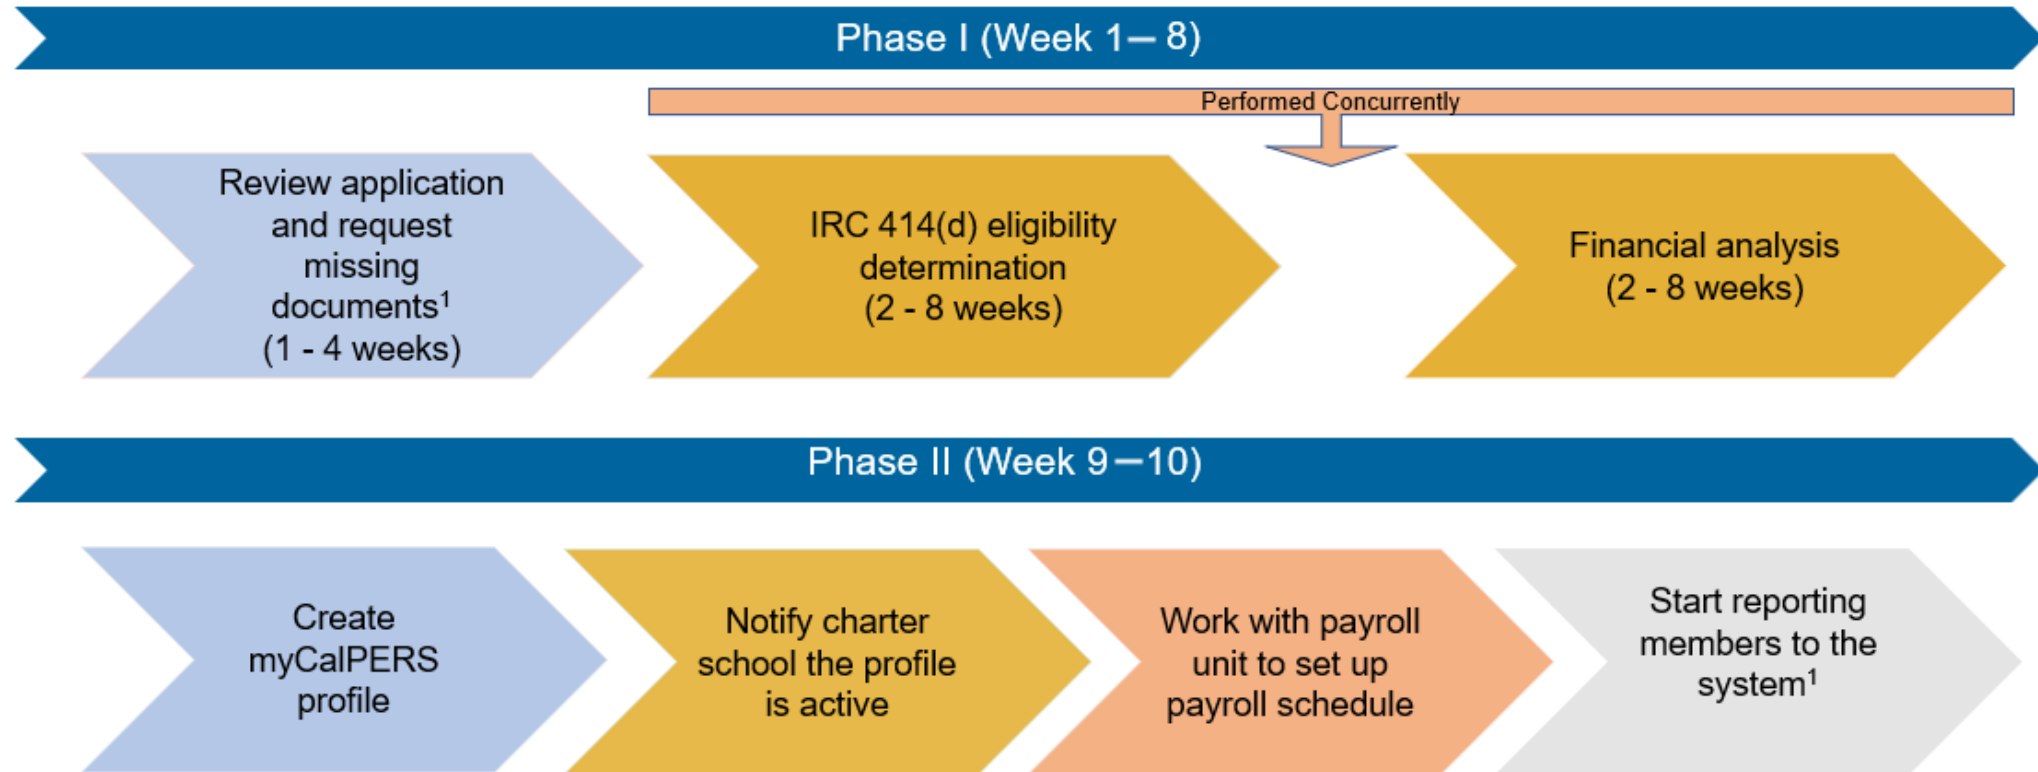 Phase I (Week 1— 8)
Performed Concurrently
Review application
and request
missing
documents¹
(1 - 4 weeks)
IRC 414(d) eligibility
determination
(2 - 8 weeks)
Financial analysis
(2 - 8 weeks)
Phase II (Week 9—10)
Create
myCalPERS
profile
Notify charter
school the profile
is active
Work with payroll
unit to set up
payroll schedule
Start reporting
members to the
system¹